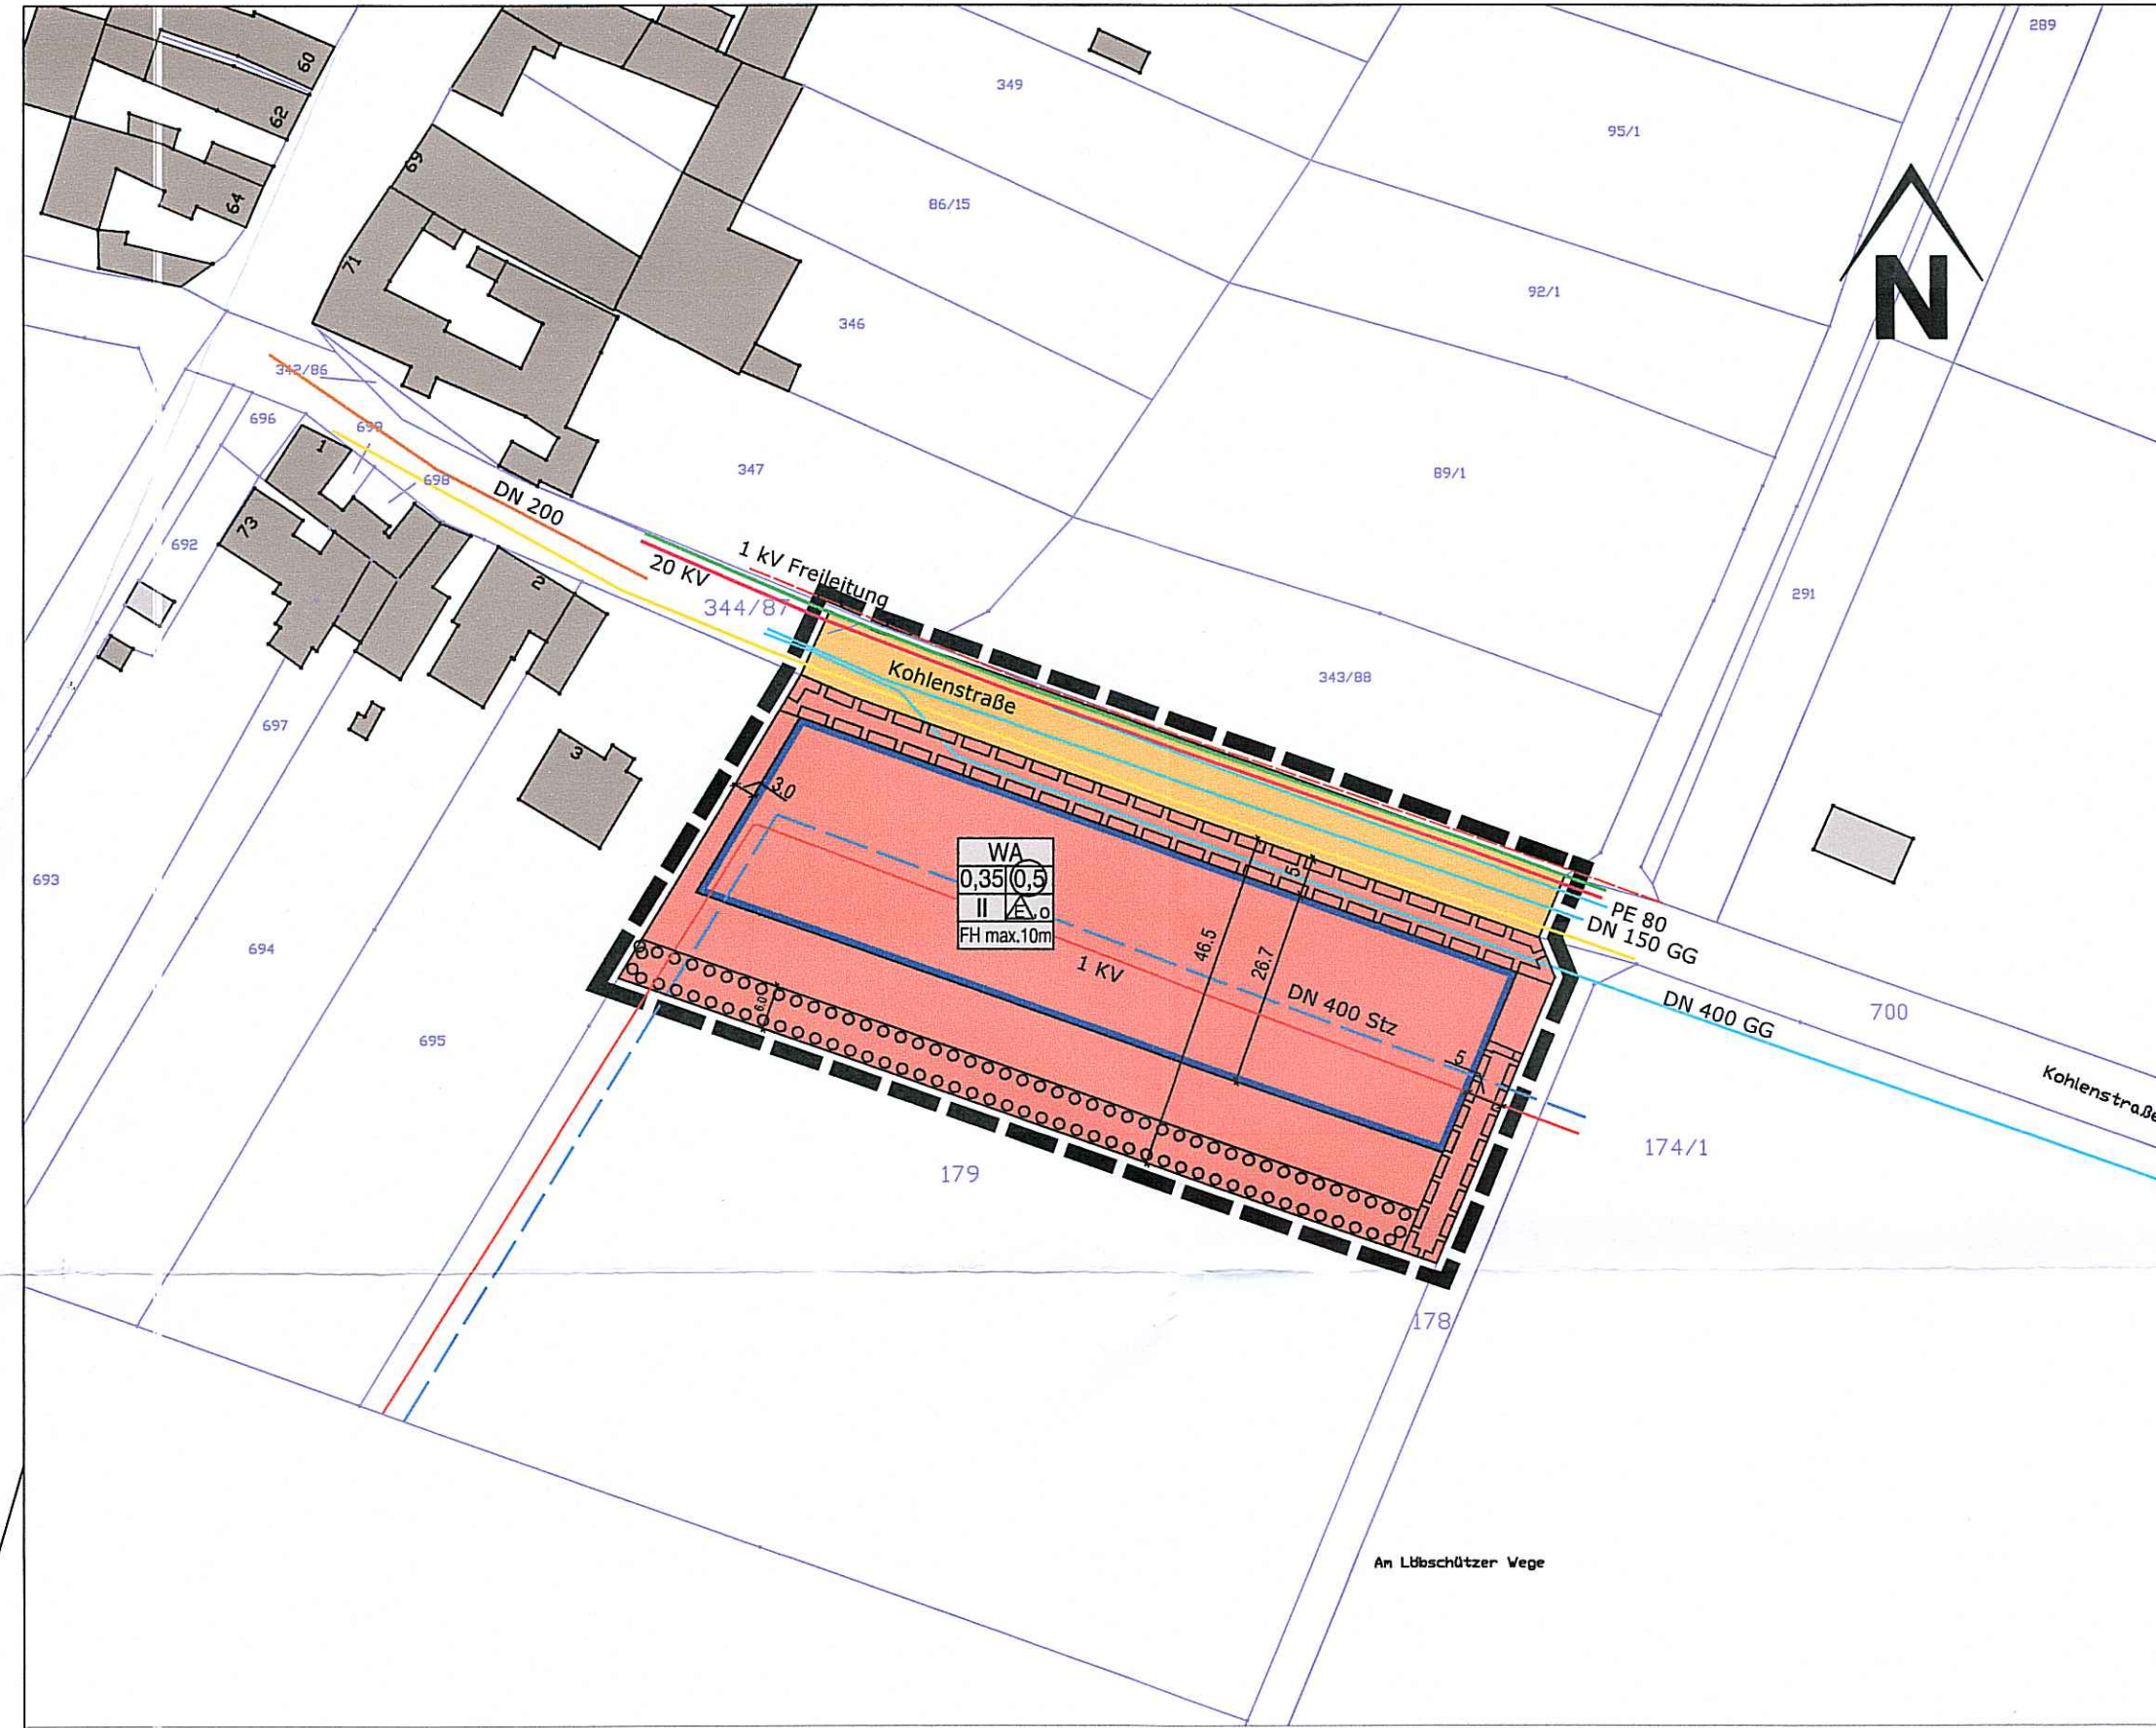 289
60
349
62
95/1
69
64
86/15
N
71
92/1
346
342/86
696
699
1
347
698
89/1
DN 200
73
692
1 kV Freileitung
20 KV
2
344/87
291
Kohlenstraße
343/88
697
3
3.0
WA
0,35 0,5
II E,o
FH max.10m
5
693
PE 80
DN 150 GG
46.5
26.7
694
1 KV
DN 400 Stz
DN 400 GG
700
6.0
695
5
Kohlenstraße
174/1
179
178
Am Löbschützer Wege